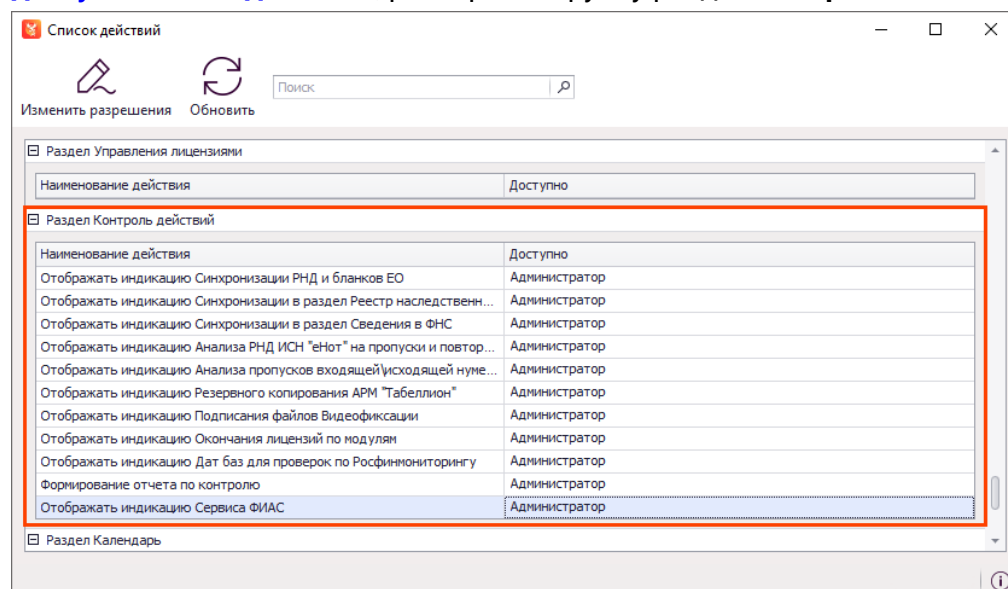 Список действий
Изменить разрешения
Обновить
Поиск
Раздел Управления лицензиями
Наименование действия Доступно
Раздел Контроль действий
Наименование действия Доступно
Отображать индикацию Синхронизации РНД и бланков ЕО Администратор
Отображать индикацию Синхронизации в раздел Реестр наследственн... Администратор
Отображать индикацию Синхронизации в раздел Сведения в ФНС Администратор
Отображать индикацию Анализа РНД ИСН "еНот" на пропуски и повтор... Администратор
Отображать индикацию Анализа пропусков входящей\исходящей нуме... Администратор
Отображать индикацию Резервного копирования АРМ "Табеллион" Администратор
Отображать индикацию Подписания файлов Видеофиксации Администратор
Отображать индикацию Окончания лицензий по модулям Администратор
Отображать индикацию Дат баз для проверок по Росфинмониторингу Администратор
Формирование отчета по контролю Администратор
Отображать индикацию Сервиса ФИАС Администратор
Раздел Календарь